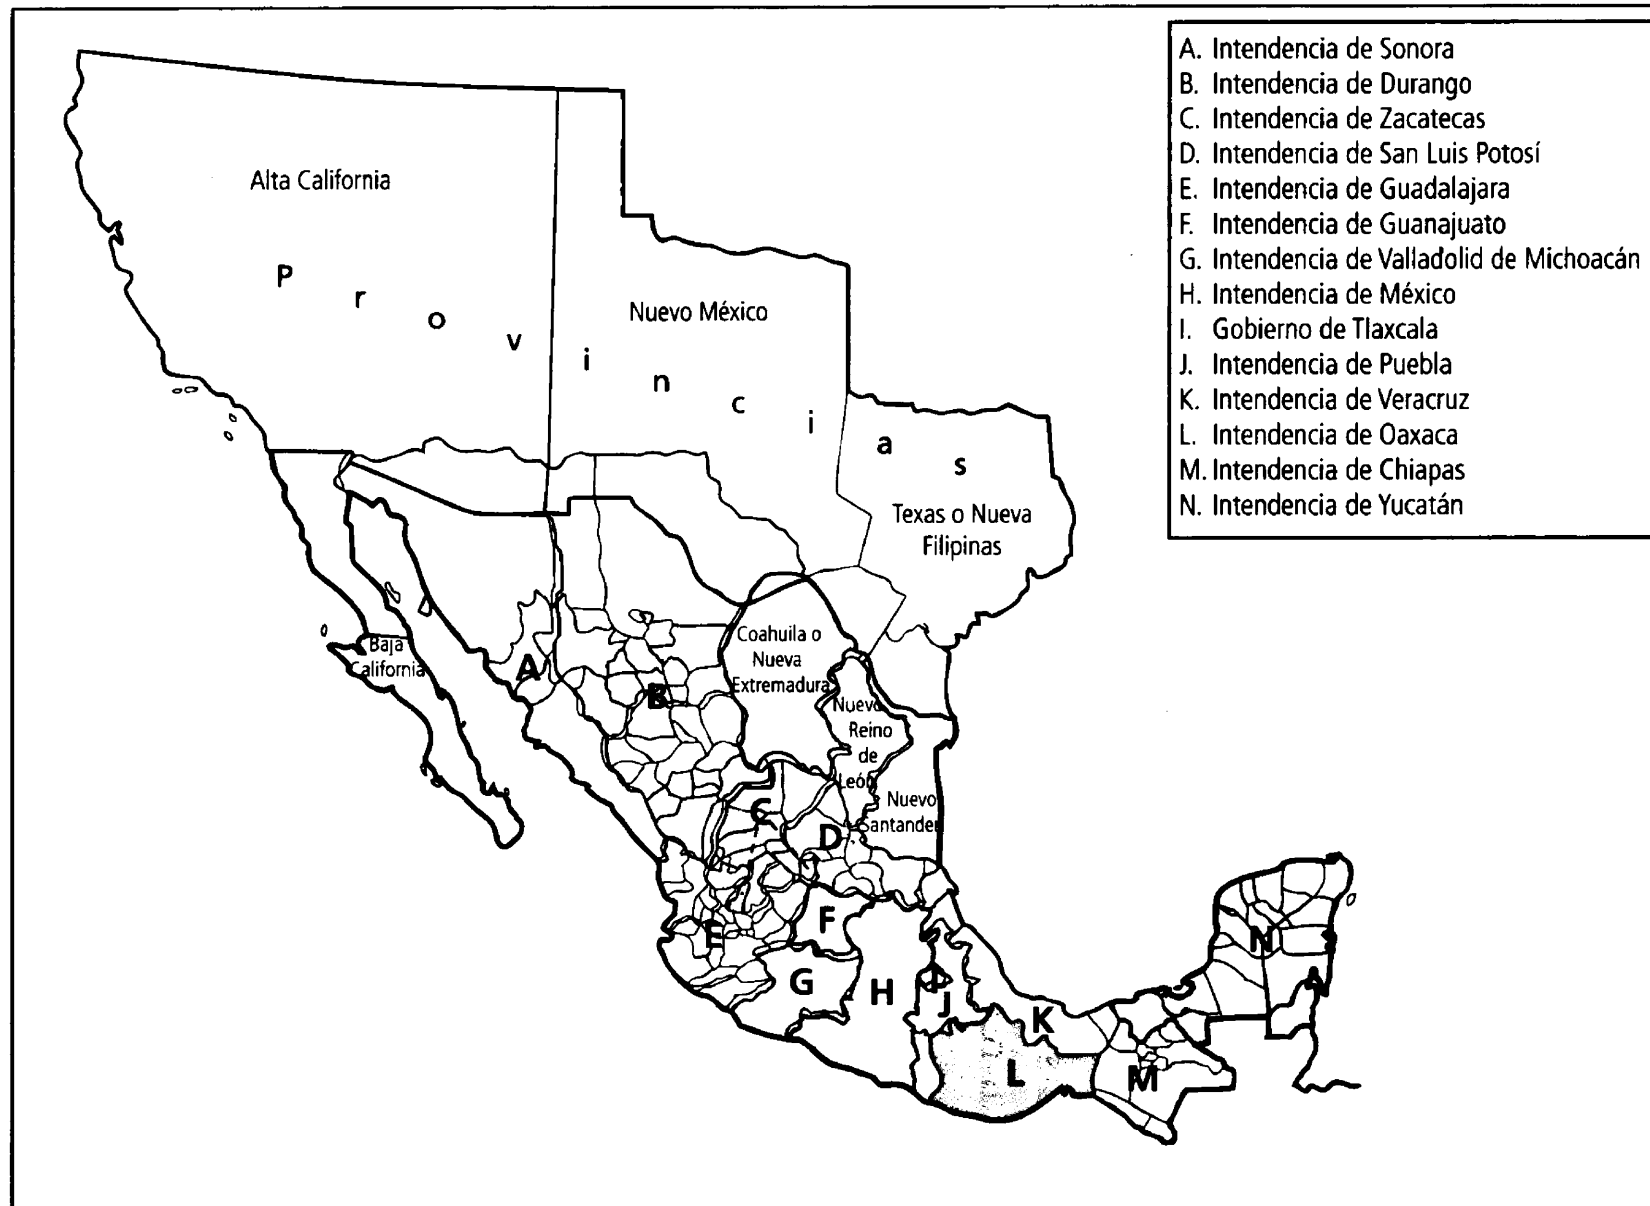 A. Intendencia de Sonora
B. Intendencia de Durango
C. Intendencia de Zacatecas
D. Intendencia de San Luis Potosí
E. Intendencia de Guadalajara
F. Intendencia de Guanajuato
G. Intendencia de Valladolid de Michoacán
H. Intendencia de México
I. Gobierno de Tlaxcala
J. Intendencia de Puebla
K. Intendencia de Veracruz
L. Intendencia de Oaxaca
M. Intendencia de Chiapas
N. Intendencia de Yucatán
Alta California
Provincias
Nuevo México
Texas o Nueva
Filipinas
Baja
California
Coahuila o
Nueva
Extremadura
Nuevo
Reino
de
León
Nuevo
Santander
A
B
C
D
E
F
G
H
I
J
K
L
M
N